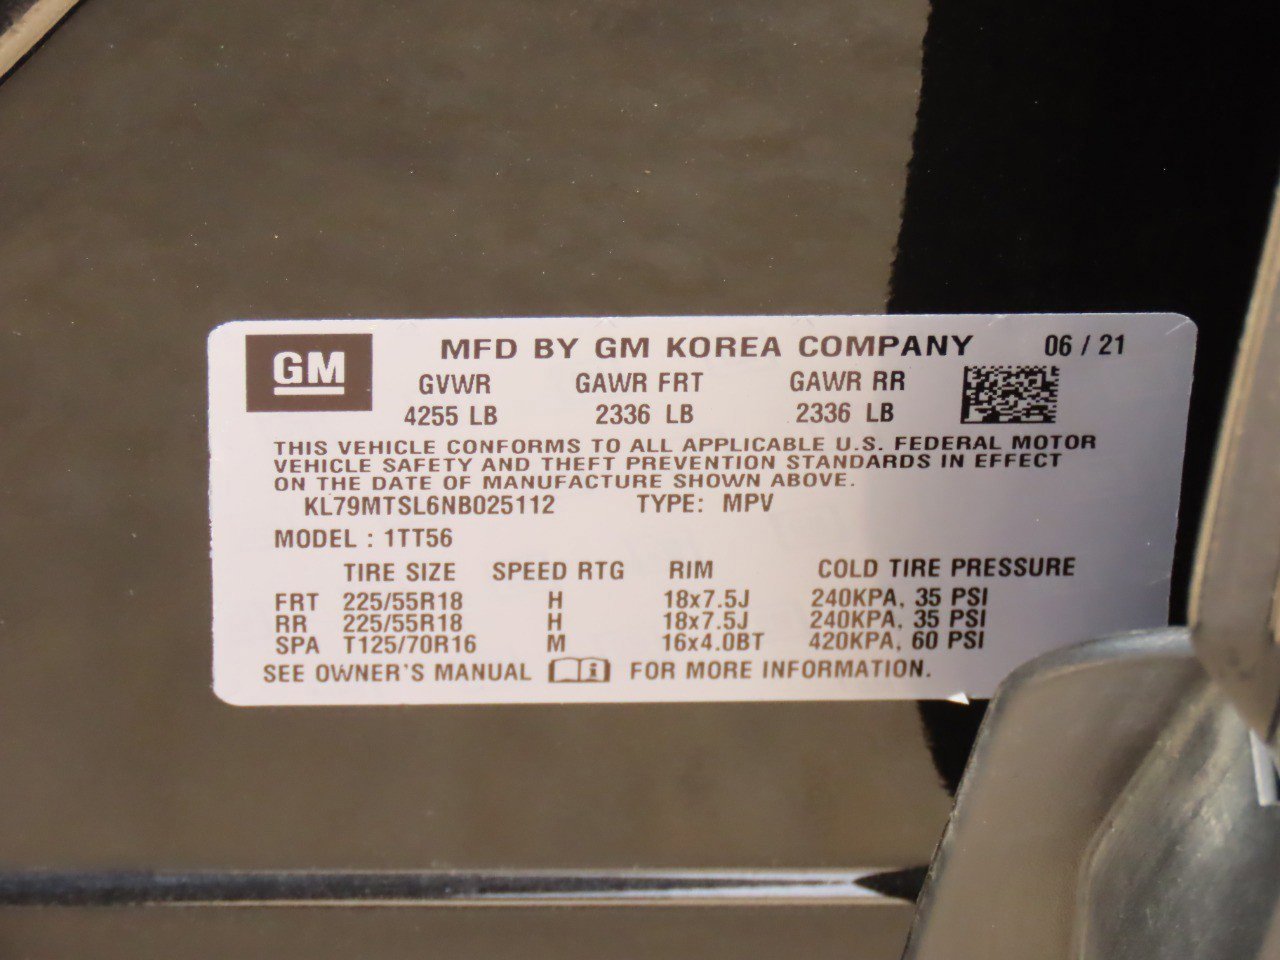 GM
MFD BY GM KOREA COMPANY 06 / 21
GVWR GAWR FRT GAWR RR
4255 LB 2336 LB 2336 LB
THIS VEHICLE CONFORMS TO ALL APPLICABLE U.S. FEDERAL MOTOR
VEHICLE SAFETY AND THEFT PREVENTION STANDARDS IN EFFECT
ON THE DATE OF MANUFACTURE SHOWN ABOVE.
KL79MTSL6NB025112 TYPE: MPV
MODEL : 1TT56
TIRE SIZE SPEED RTG RIM COLD TIRE PRESSURE
FRT 225/55R18 H 18x7.5J 240KPA, 35 PSI
RR 225/55R18 H 18x7.5J 240KPA, 35 PSI
SPA T125/70R16 M 16x4.0BT 420KPA, 60 PSI
SEE OWNER'S MANUAL i FOR MORE INFORMATION.